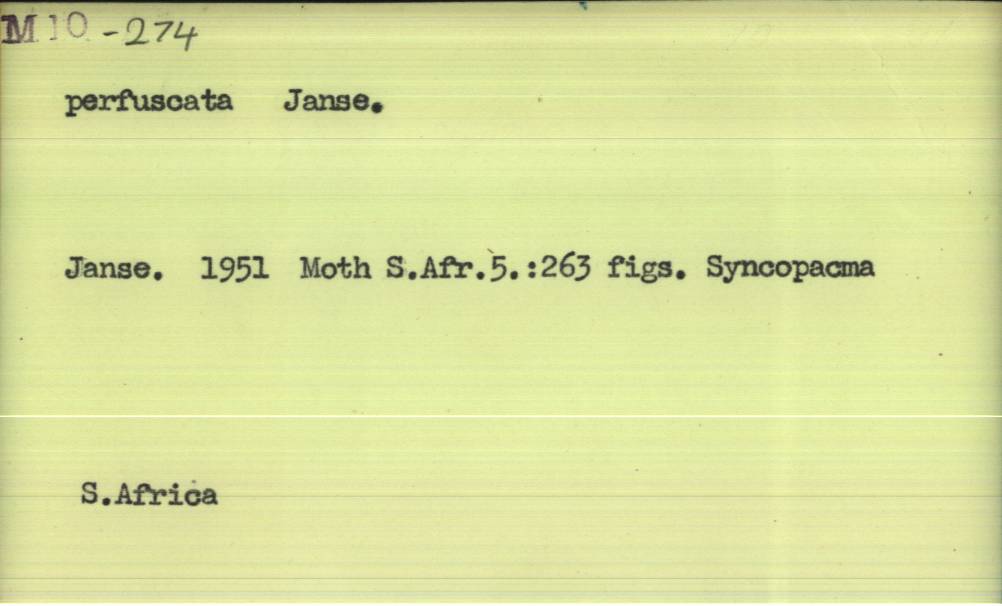 M10 -274
perfuscata Janse.
Janse. 1951 Moth S.Afr.5.:263 figs. Syncopacma
S.Africa